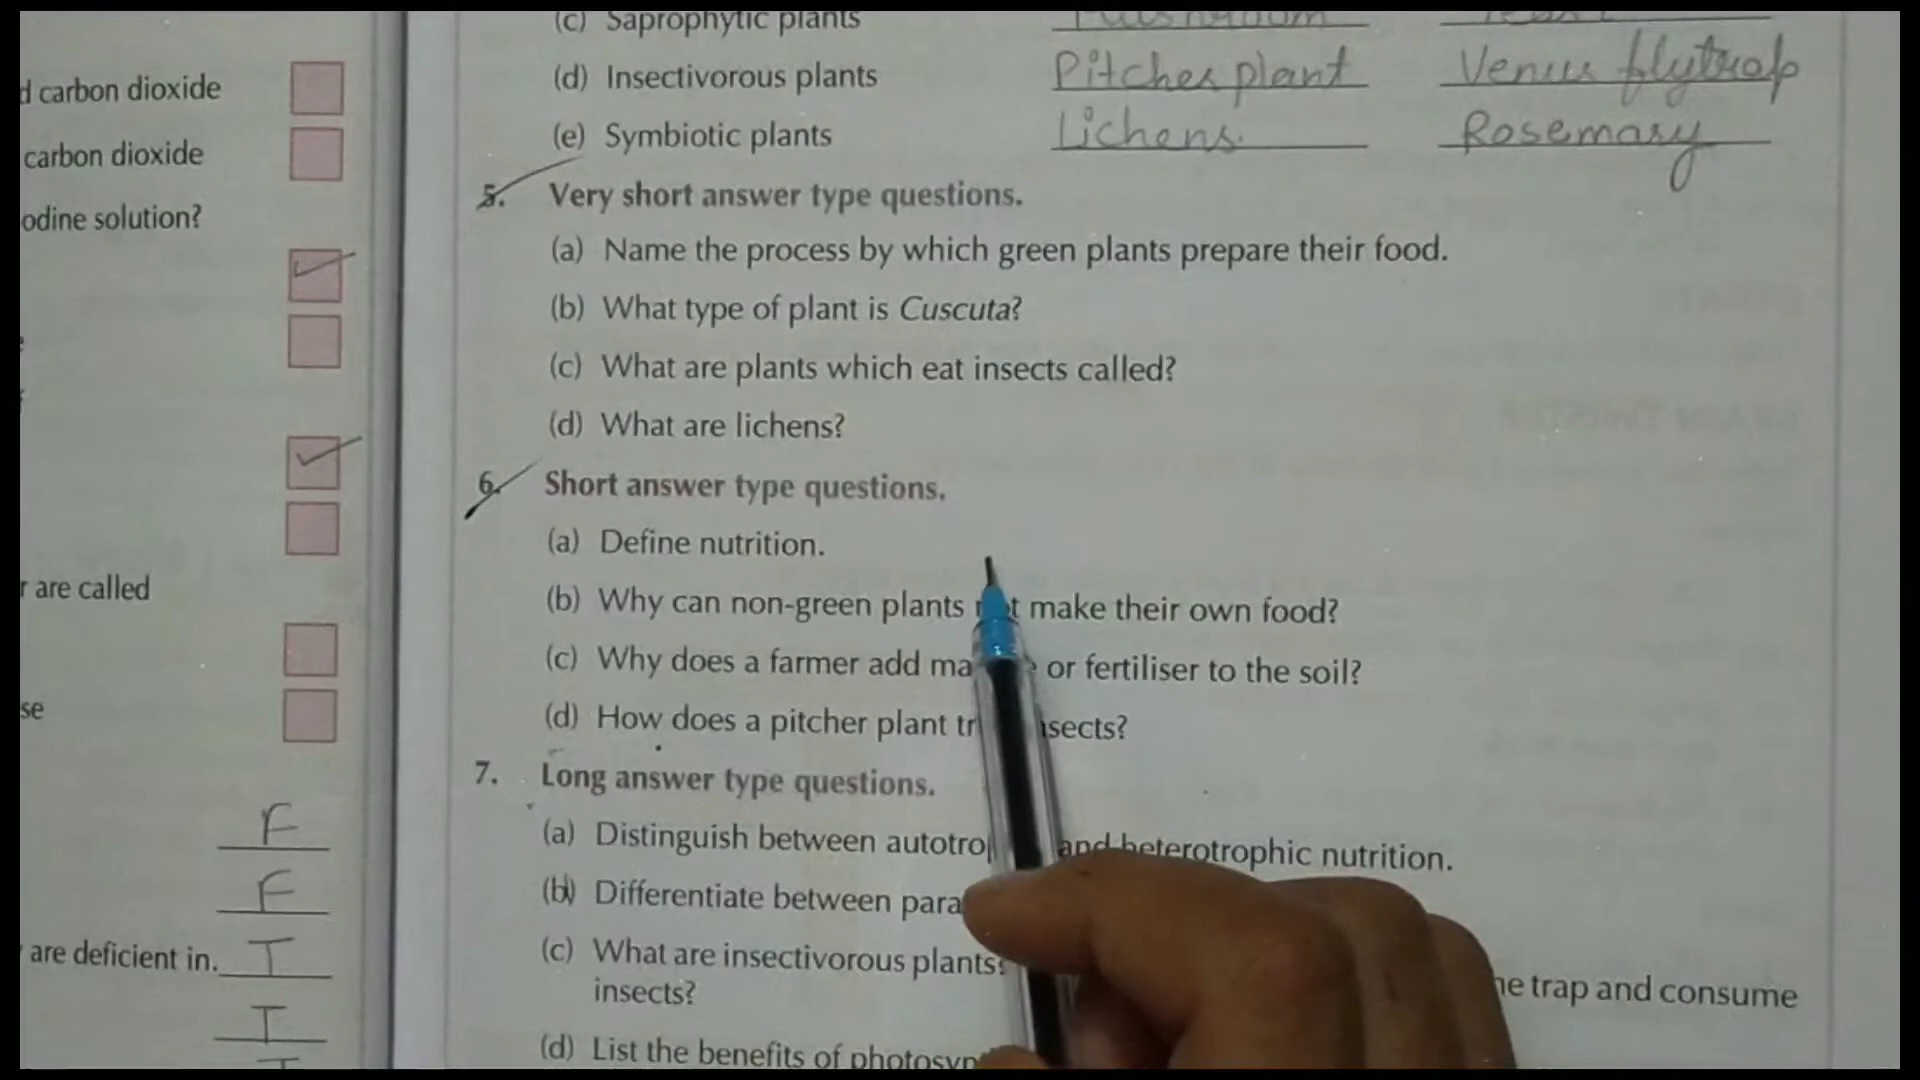 d carbon dioxide
carbon dioxide
odine solution?
r are called
se
F
F
are deficient in. T
T
(c) Saprophytic plants
(d) Insectivorous plants Pitcher plant Venus flytrap
(e) Symbiotic plants Lichens. Rosemary
5. Very short answer type questions.
(a) Name the process by which green plants prepare their food.
(b) What type of plant is Cuscuta?
(c) What are plants which eat insects called?
(d) What are lichens?
6. Short answer type questions.
(a) Define nutrition.
(b) Why can non-green plants make their own food?
(c) Why does a farmer add ma or fertiliser to the soil?
(d) How does a pitcher plant tr sects?
7. Long answer type questions.
(a) Distinguish between autotro and heterotrophic nutrition.
(b) Differentiate between para
(c) What are insectivorous plants? he trap and consume
insects?
(d) List the benefits of photosyn